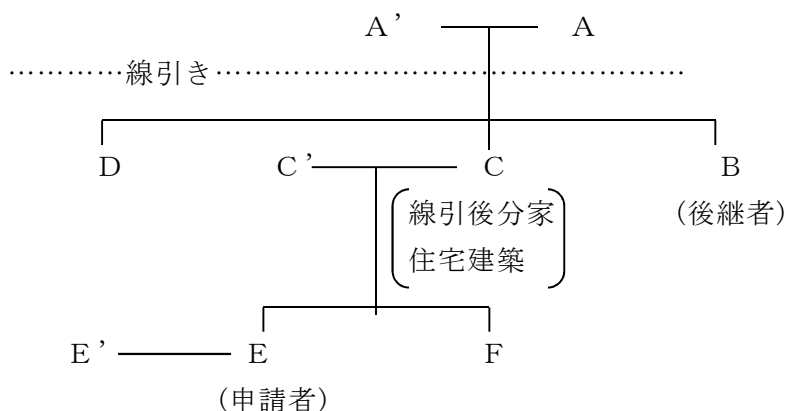 A’ A
…………線引き…………………………………………
D C’ C B
線引後分家 (後継者)
住宅建築
E’ E F
(申請者)